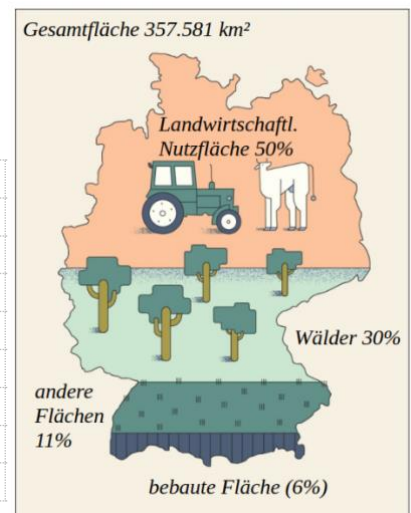 Gesamtfläche 357.581 km²
Landwirtschaftl.
Nutzfläche 50%
Wälder 30%
andere
Flächen
11%
bebaute Fläche (6%)